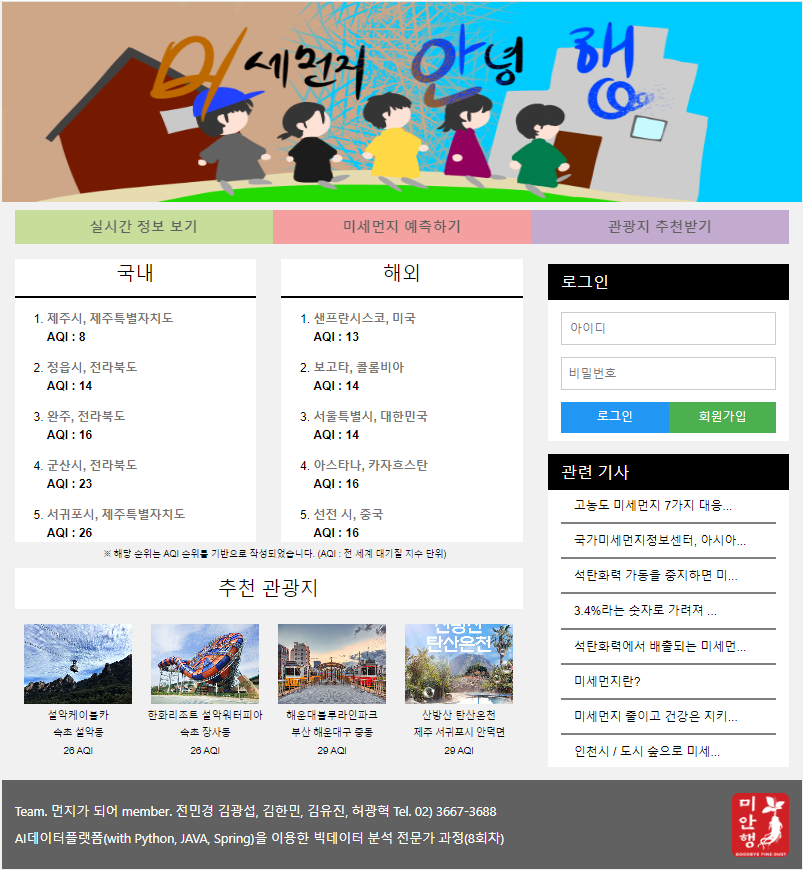 미세먼지 안녕 행
실시간 정보 보기
미세먼지 예측하기
관광지 추천받기
국내
1. 제주시, 제주특별자치도
AQI : 8
2. 정읍시, 전라북도
AQI : 14
3. 완주, 전라북도
AQI : 16
4. 군산시, 전라북도
AQI : 23
5. 서귀포시, 제주특별자치도
AQI : 26
해외
1. 샌프란시스코, 미국
AQI : 13
2. 보고타, 콜롬비아
AQI : 14
3. 서울특별시, 대한민국
AQI : 14
4. 아스타나, 카자흐스탄
AQI : 16
5. 선전 시, 중국
AQI : 16
※ 해당 순위는 AQI 순위를 기반으로 작성되었습니다. (AQI : 전 세계 대기질 지수 단위)
로그인
아이디
비밀번호
로그인
회원가입
관련 기사
고농도 미세먼지 7가지 대응...
국가미세먼지정보센터, 아시아...
석탄화력 가동을 중지하면 미...
3.4%라는 숫자로 가려져 ...
석탄화력에서 배출되는 미세먼...
미세먼지란?
미세먼지 줄이고 건강은 지키...
인천시 / 도시 숲으로 미세...
추천 관광지
설악케이블카
속초 설악동
26 AQI
한화리조트 설악워터피아
속초 장사동
26 AQI
해운대블루라인파크
부산 해운대구 중동
29 AQI
산방산
탄산온천
산방산 탄산온천
제주 서귀포시 안덕면
29 AQI
Team. 먼지가 되어 member. 전민경 김광섭, 김한민, 김유진, 허광혁 Tel. 02) 3667-3688
AI데이터플랫폼(with Python, JAVA, Spring)을 이용한 빅데이터 분석 전문가 과정(8회차)
미
안
행
GOODBYE FINE DUST